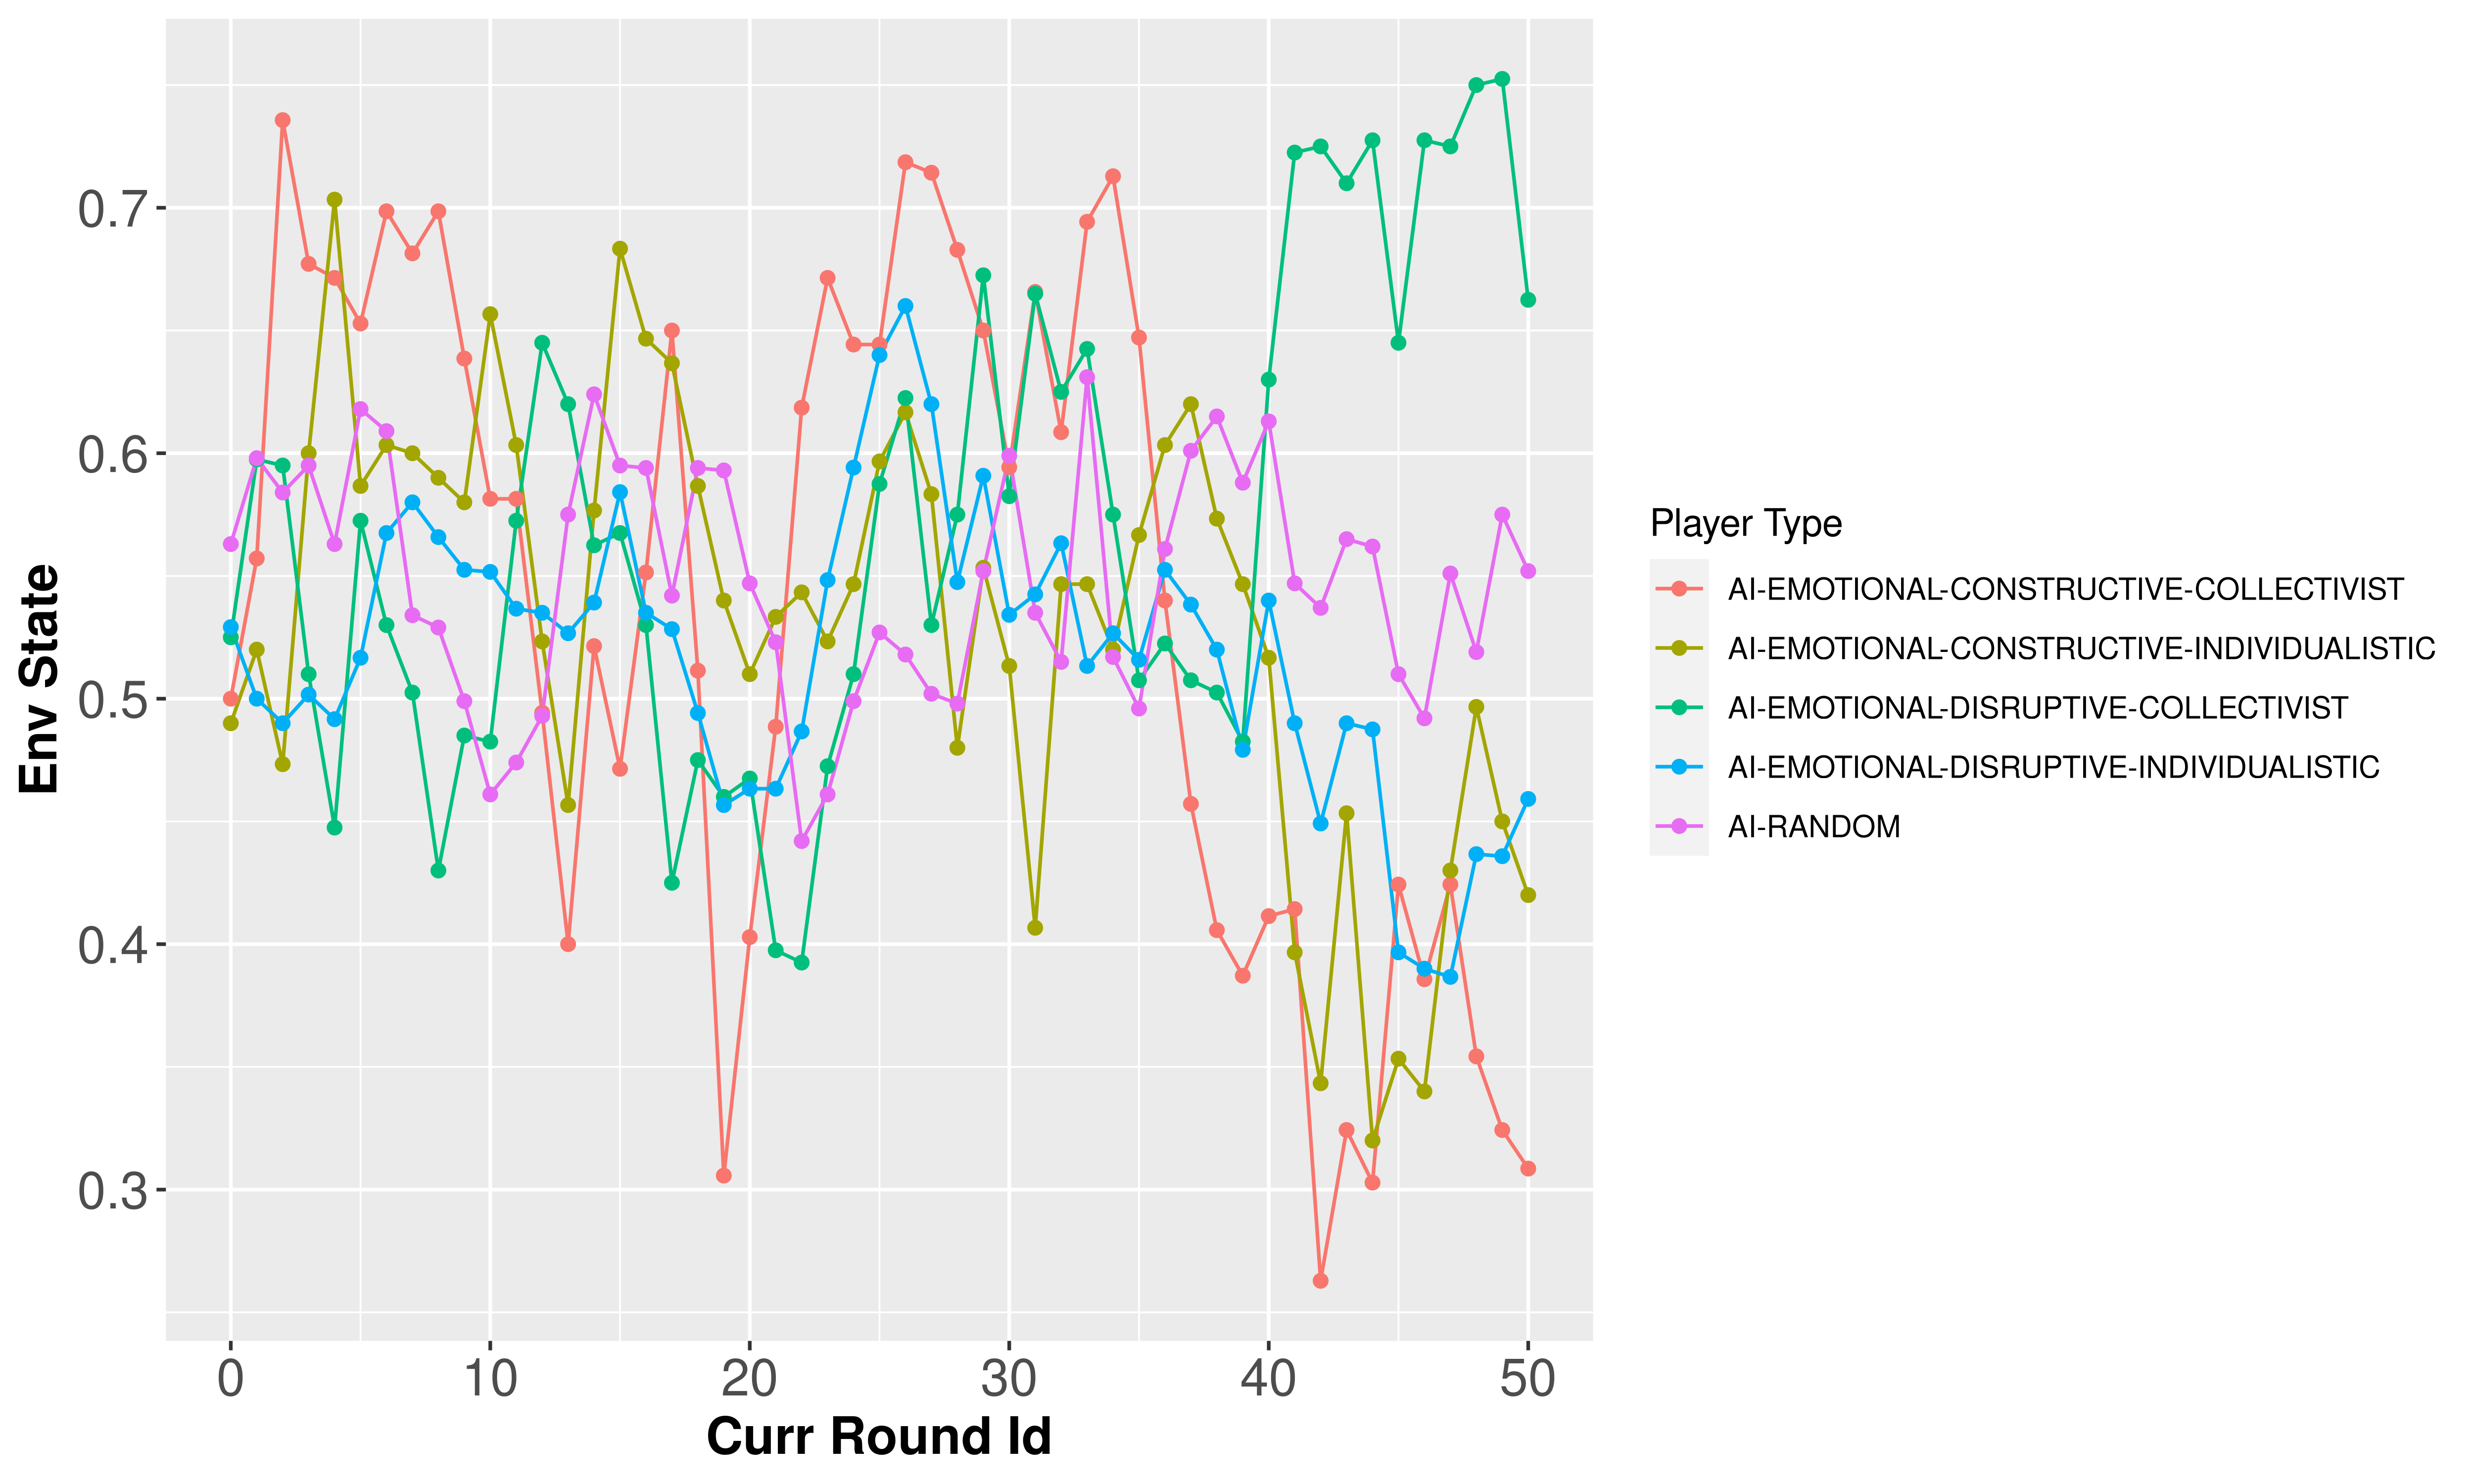 Env State
0.7
0.6
0.5
0.4
0.3
0
10
20
30
40
50
Curr Round Id
Player Type
AI-EMOTIONAL-CONSTRUCTIVE-COLLECTIVIST
AI-EMOTIONAL-CONSTRUCTIVE-INDIVIDUALISTIC
AI-EMOTIONAL-DISRUPTIVE-COLLECTIVIST
AI-EMOTIONAL-DISRUPTIVE-INDIVIDUALISTIC
AI-RANDOM